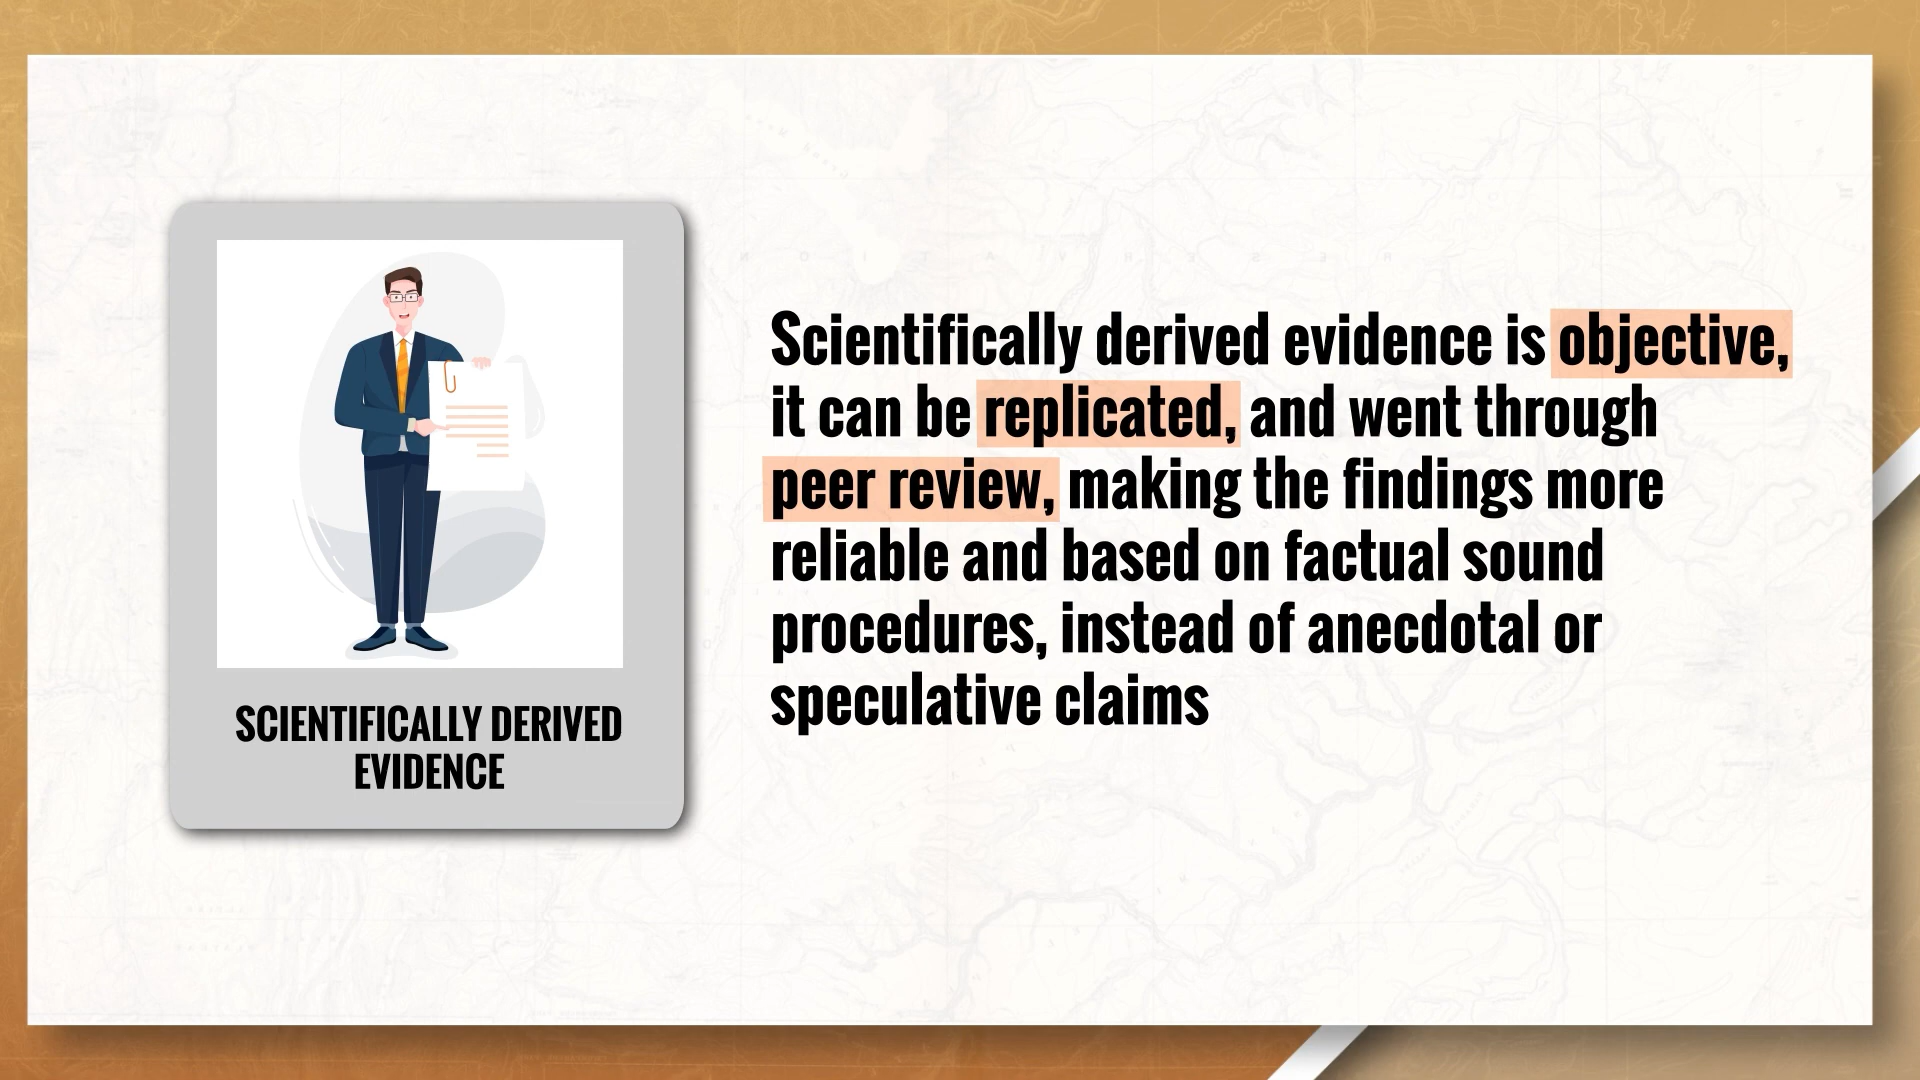 SCIENTIFICALLY DERIVED
EVIDENCE
Scientifically derived evidence is objective,
it can be replicated, and went through
peer review, making the findings more
reliable and based on factual sound
procedures, instead of anecdotal or
speculative claims